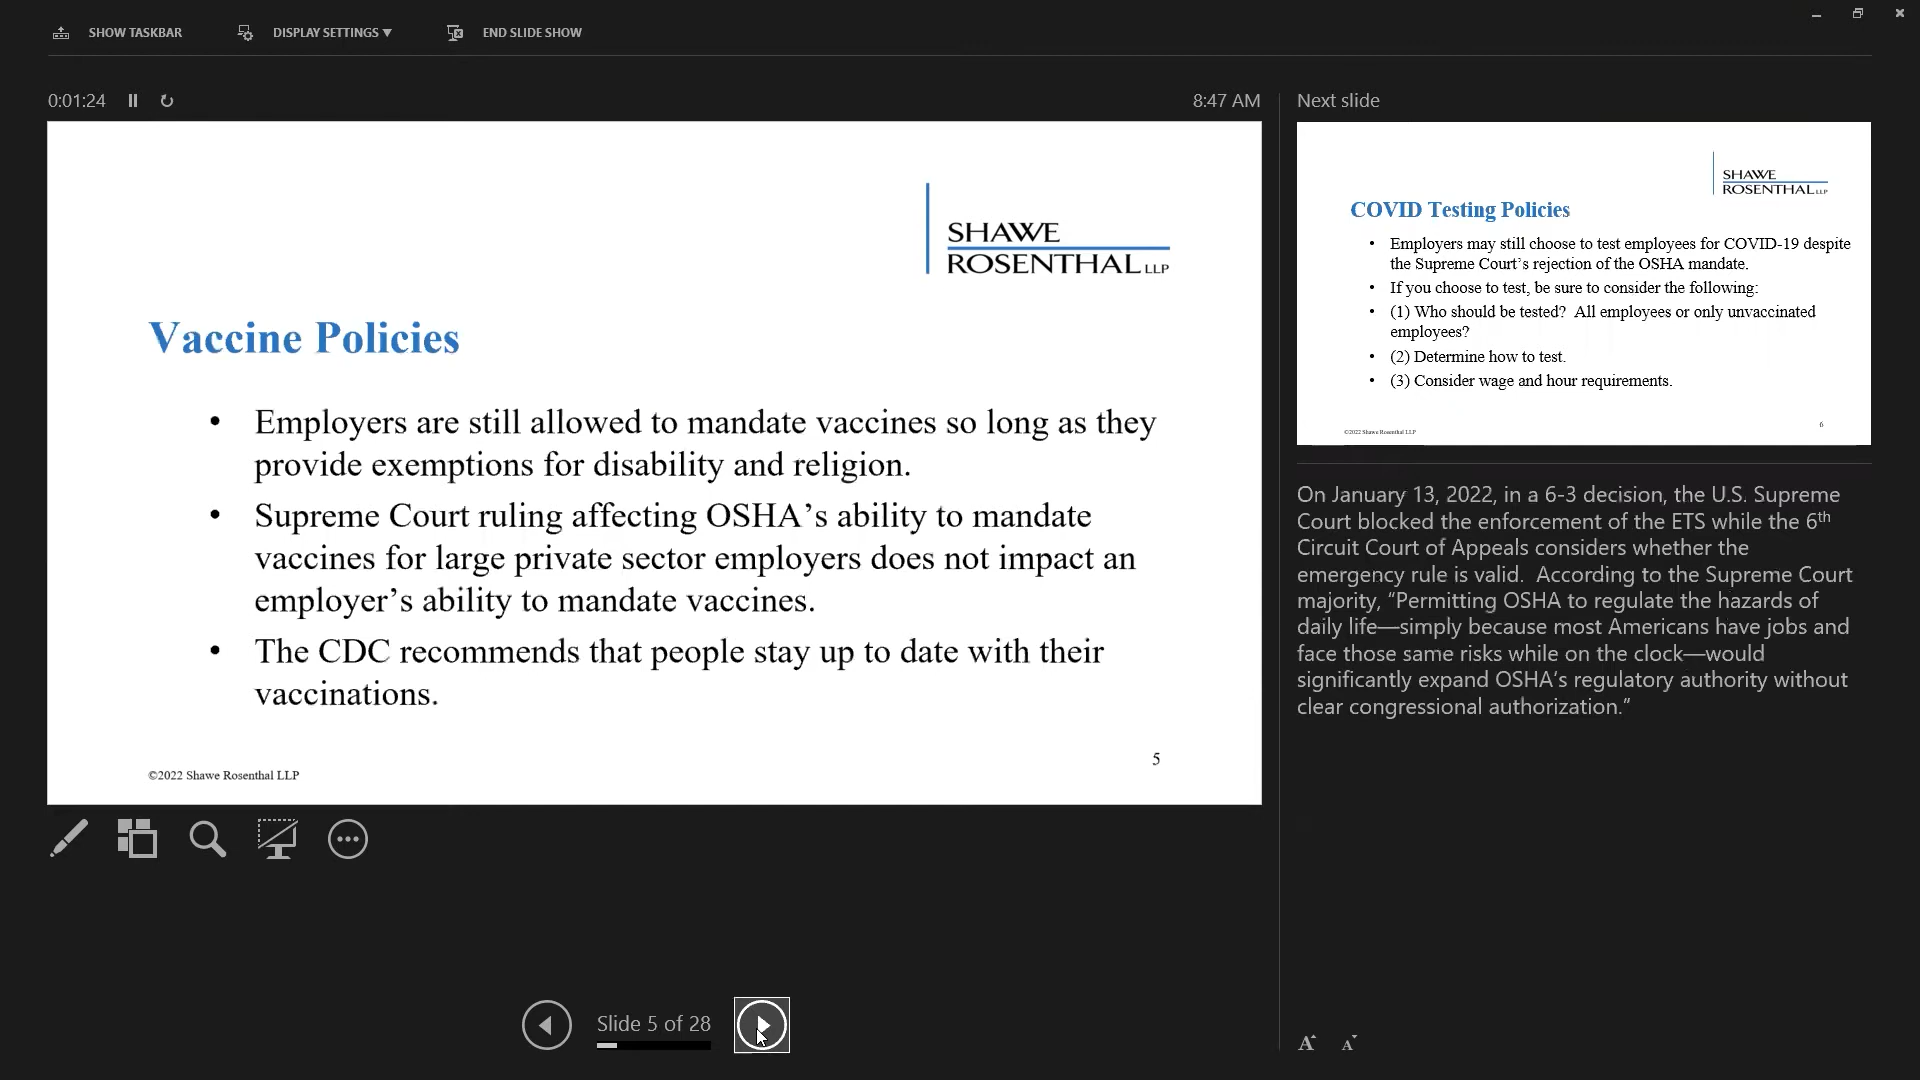 SHOW TASKBAR
DISPLAY SETTINGS ▼
END SLIDE SHOW
0:01:24
8:47 AM
SHAWE
ROSENTHAL LLP
Vaccine Policies
• Employers are still allowed to mandate vaccines so long as they
provide exemptions for disability and religion.
• Supreme Court ruling affecting OSHA’s ability to mandate
vaccines for large private sector employers does not impact an
employer’s ability to mandate vaccines.
• The CDC recommends that people stay up to date with their
vaccinations.
5
©2022 Shawe Rosenthal LLP
Slide 5 of 28
Next slide
SHAWE
ROSENTHAL LLP
COVID Testing Policies
• Employers may still choose to test employees for COVID-19 despite
the Supreme Court’s rejection of the OSHA mandate.
• If you choose to test, be sure to consider the following:
• (1) Who should be tested?  All employees or only unvaccinated
employees?
• (2) Determine how to test.
• (3) Consider wage and hour requirements.
6
©2022 Shawe Rosenthal LLP
On January 13, 2022, in a 6-3 decision, the U.S. Supreme
Court blocked the enforcement of the ETS while the 6th
Circuit Court of Appeals considers whether the
emergency rule is valid.  According to the Supreme Court
majority, “Permitting OSHA to regulate the hazards of
daily life—simply because most Americans have jobs and
face those same risks while on the clock—would
significantly expand OSHA’s regulatory authority without
clear congressional authorization.”
A A